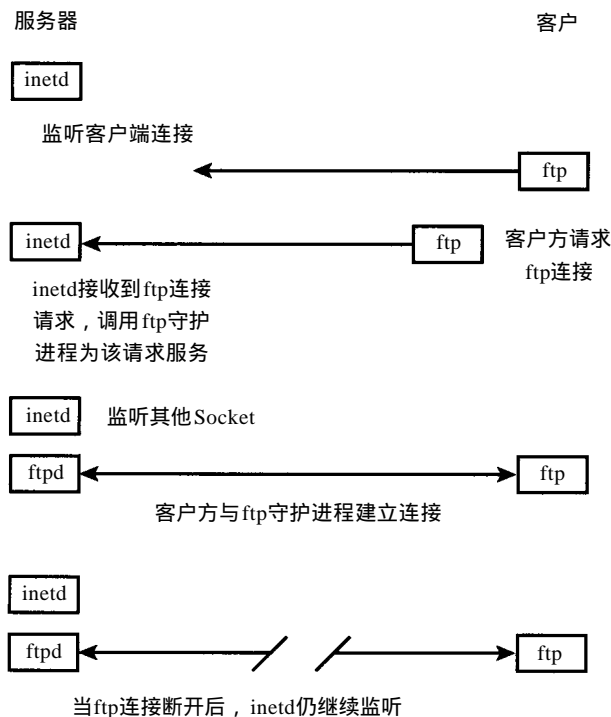 服务器
客户
inetd
监听客户端连接
ftp
inetd
ftp
客户方请求
ftp连接
inetd接收到ftp连接
请求，调用ftp守护
进程为该请求服务
inetd
监听其他Socket
ftpd
ftp
客户方与ftp守护进程建立连接
inetd
ftpd
ftp
当ftp连接断开后，inetd仍继续监听